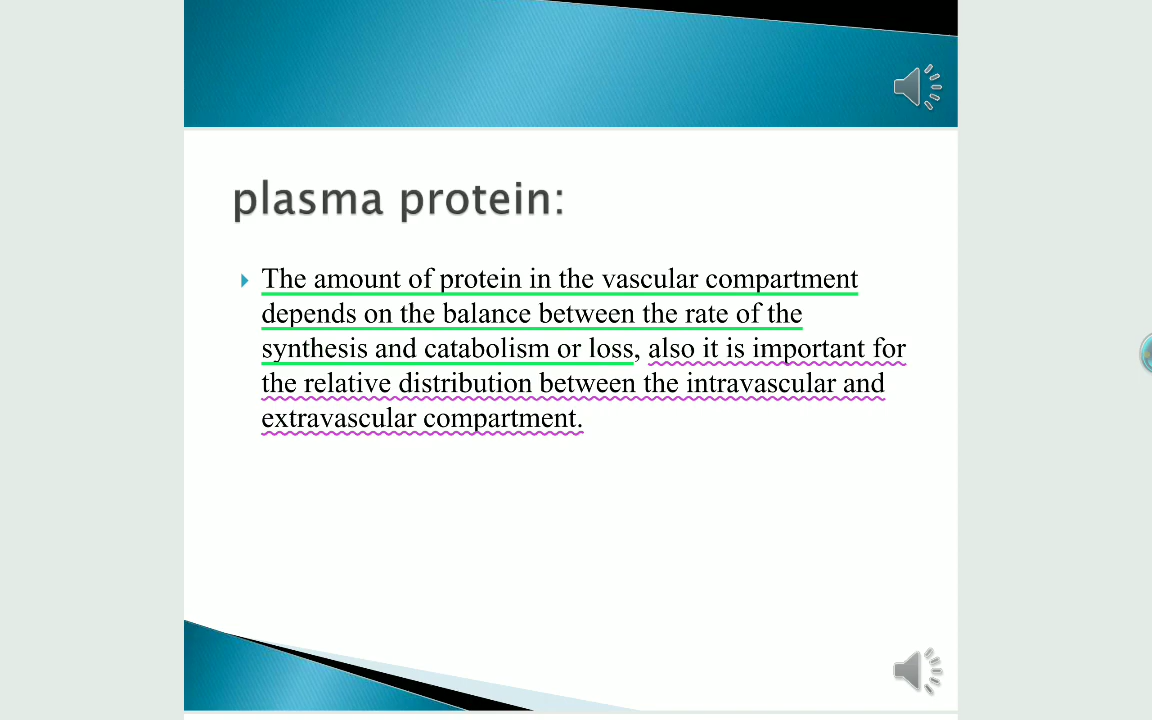 plasma protein:
The amount of protein in the vascular compartment
depends on the balance between the rate of the
synthesis and catabolism or loss, also it is important for
the relative distribution between the intravascular and
extravascular compartment.